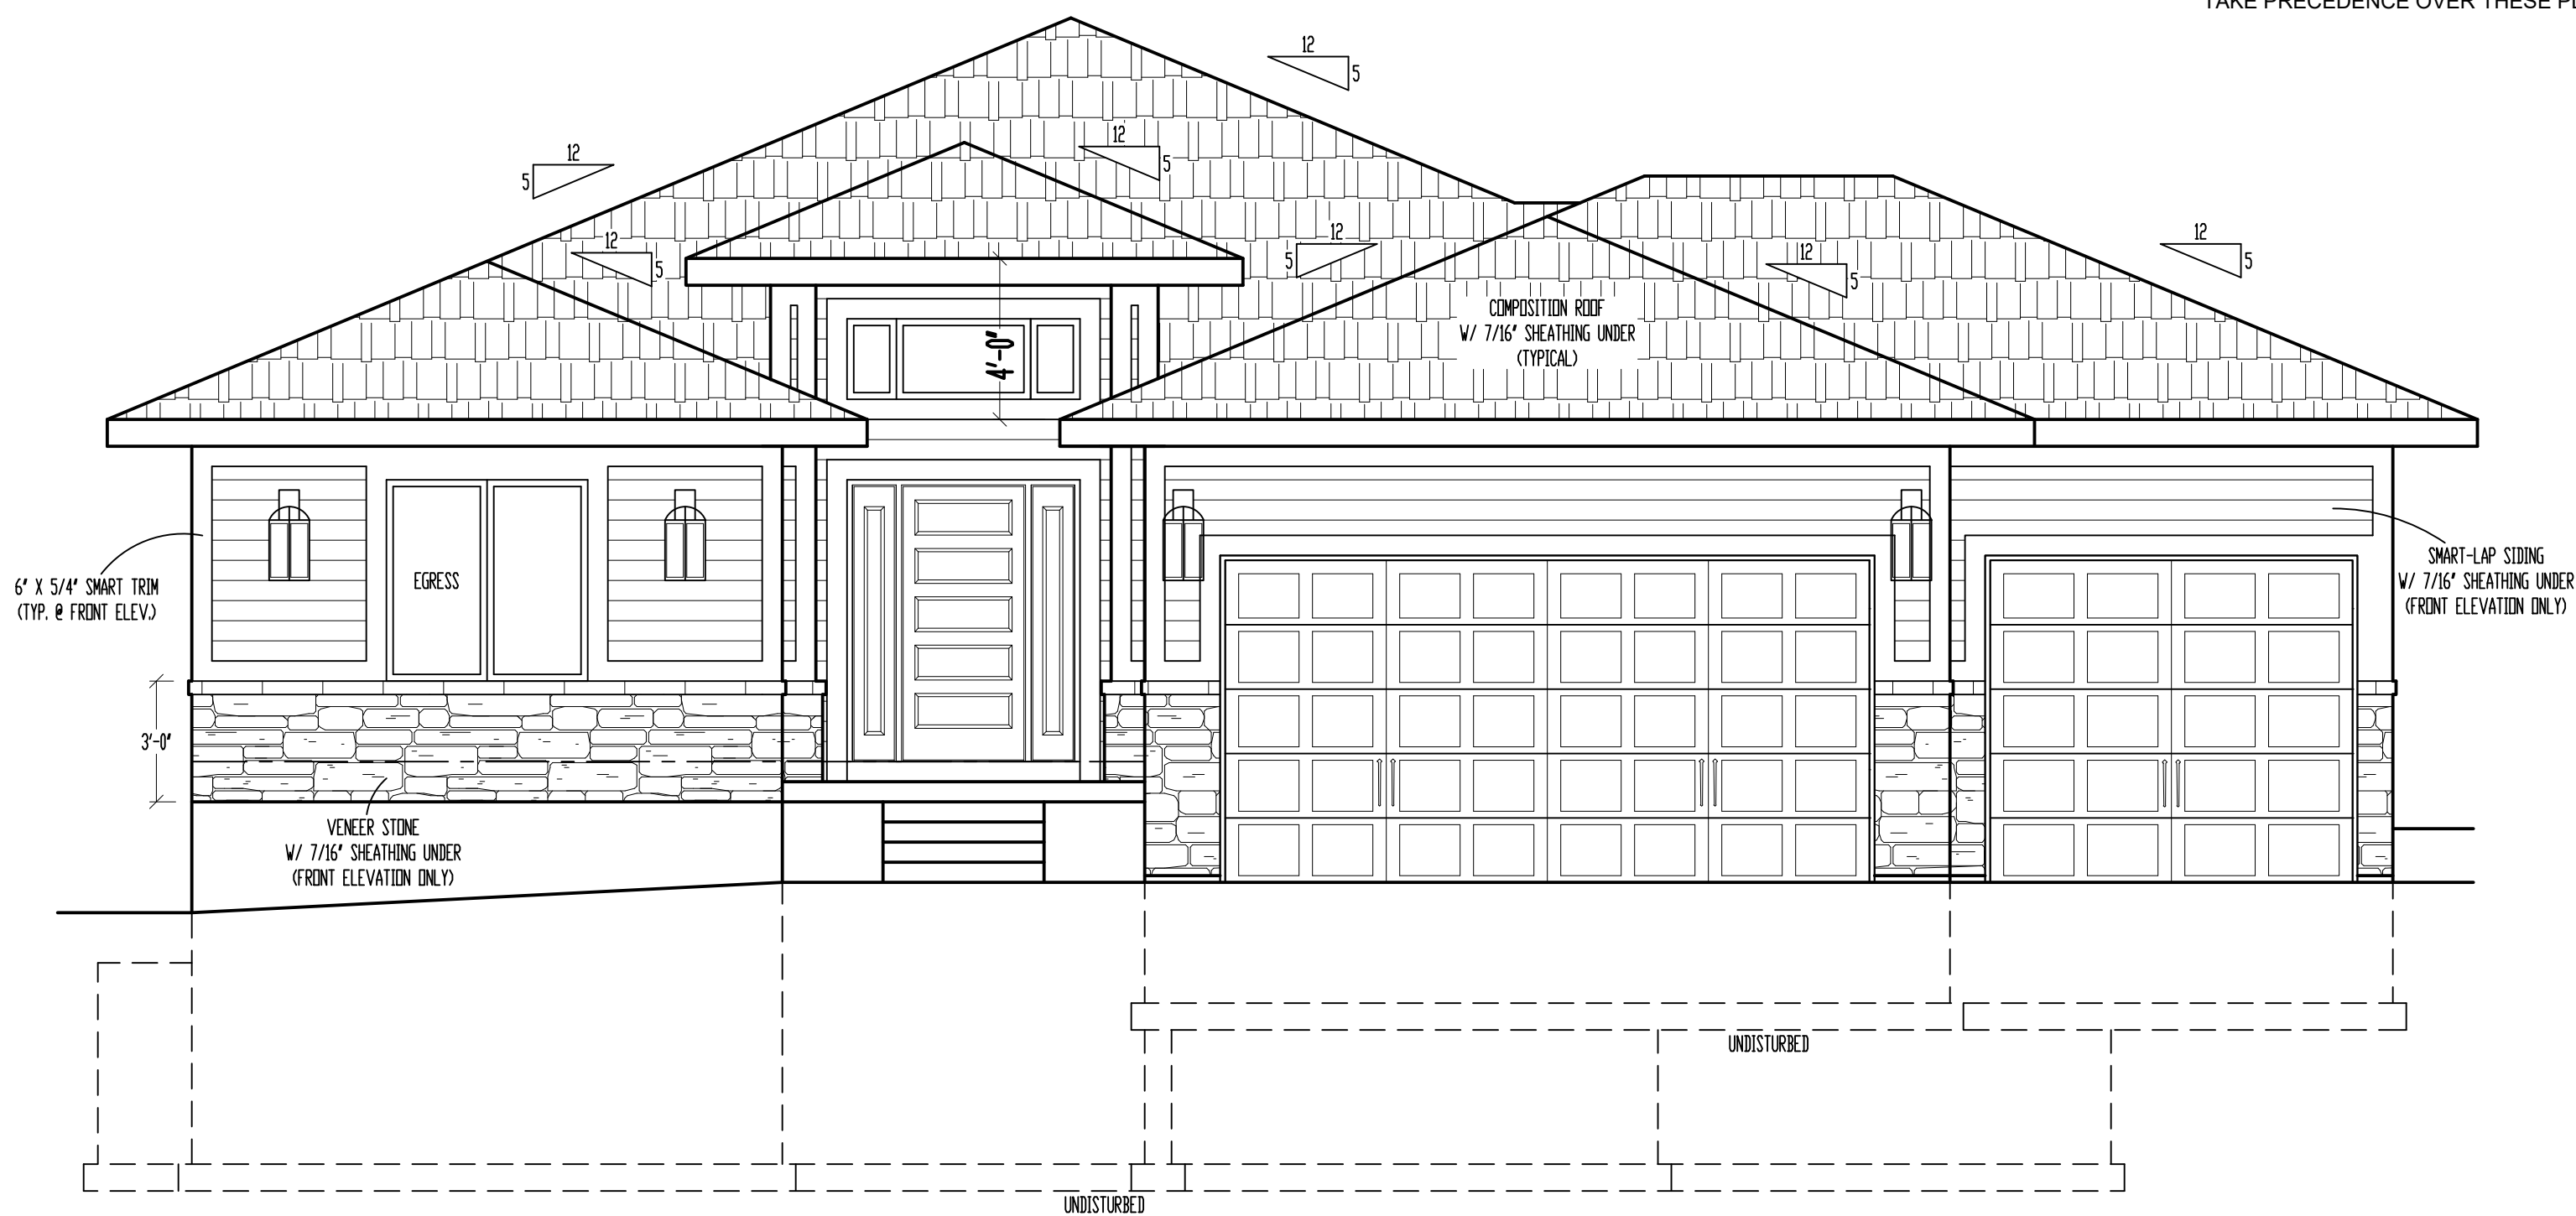 TAKE PRECEDENCE OVER THESE
12
5
12
5
12
5
12
5
12
5
12
5
12
5
COMPOSITION ROOF
W/ 7/16" SHEATHING UNDER
(TYPICAL)
4'-0"
EGRESS
6" X 5/4" SMART TRIM
(TYP. @ FRONT ELEV.)
SMART-LAP SIDING
W/ 7/16" SHEATHING UNDER
(FRONT ELEVATION ONLY)
3'-0"
VENEER STONE
W/ 7/16" SHEATHING UNDER
(FRONT ELEVATION ONLY)
UNDISTURBED
UNDISTURBED